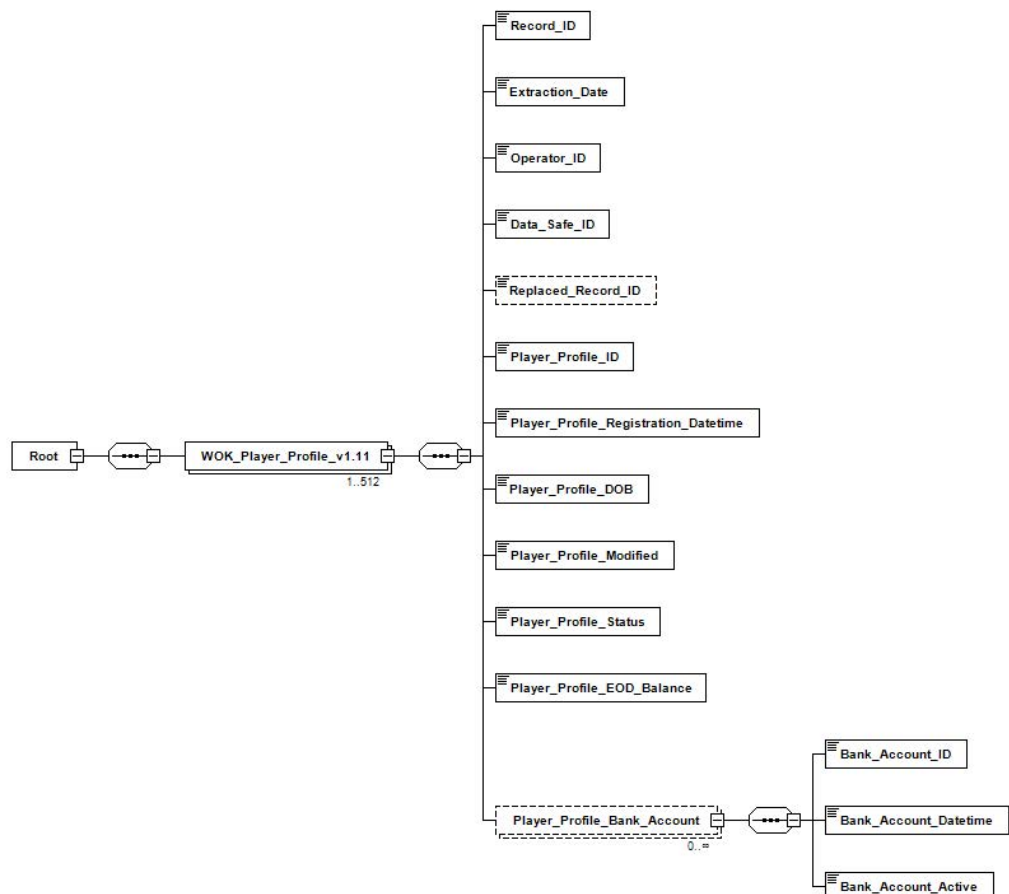 Record_ID
Extraction_Date
Operator_ID
Data_Safe_ID
Replaced_Record_ID
Player_Profile_ID
Player_Profile_Registration_Datetime
Root
WOK_Player_Profile_v1.11
1..512
Player_Profile_DOB
Player_Profile_Modified
Player_Profile_Status
Player_Profile_EOD_Balance
Bank_Account_ID
Player_Profile_Bank_Account
0..∞
Bank_Account_Datetime
Bank_Account_Active